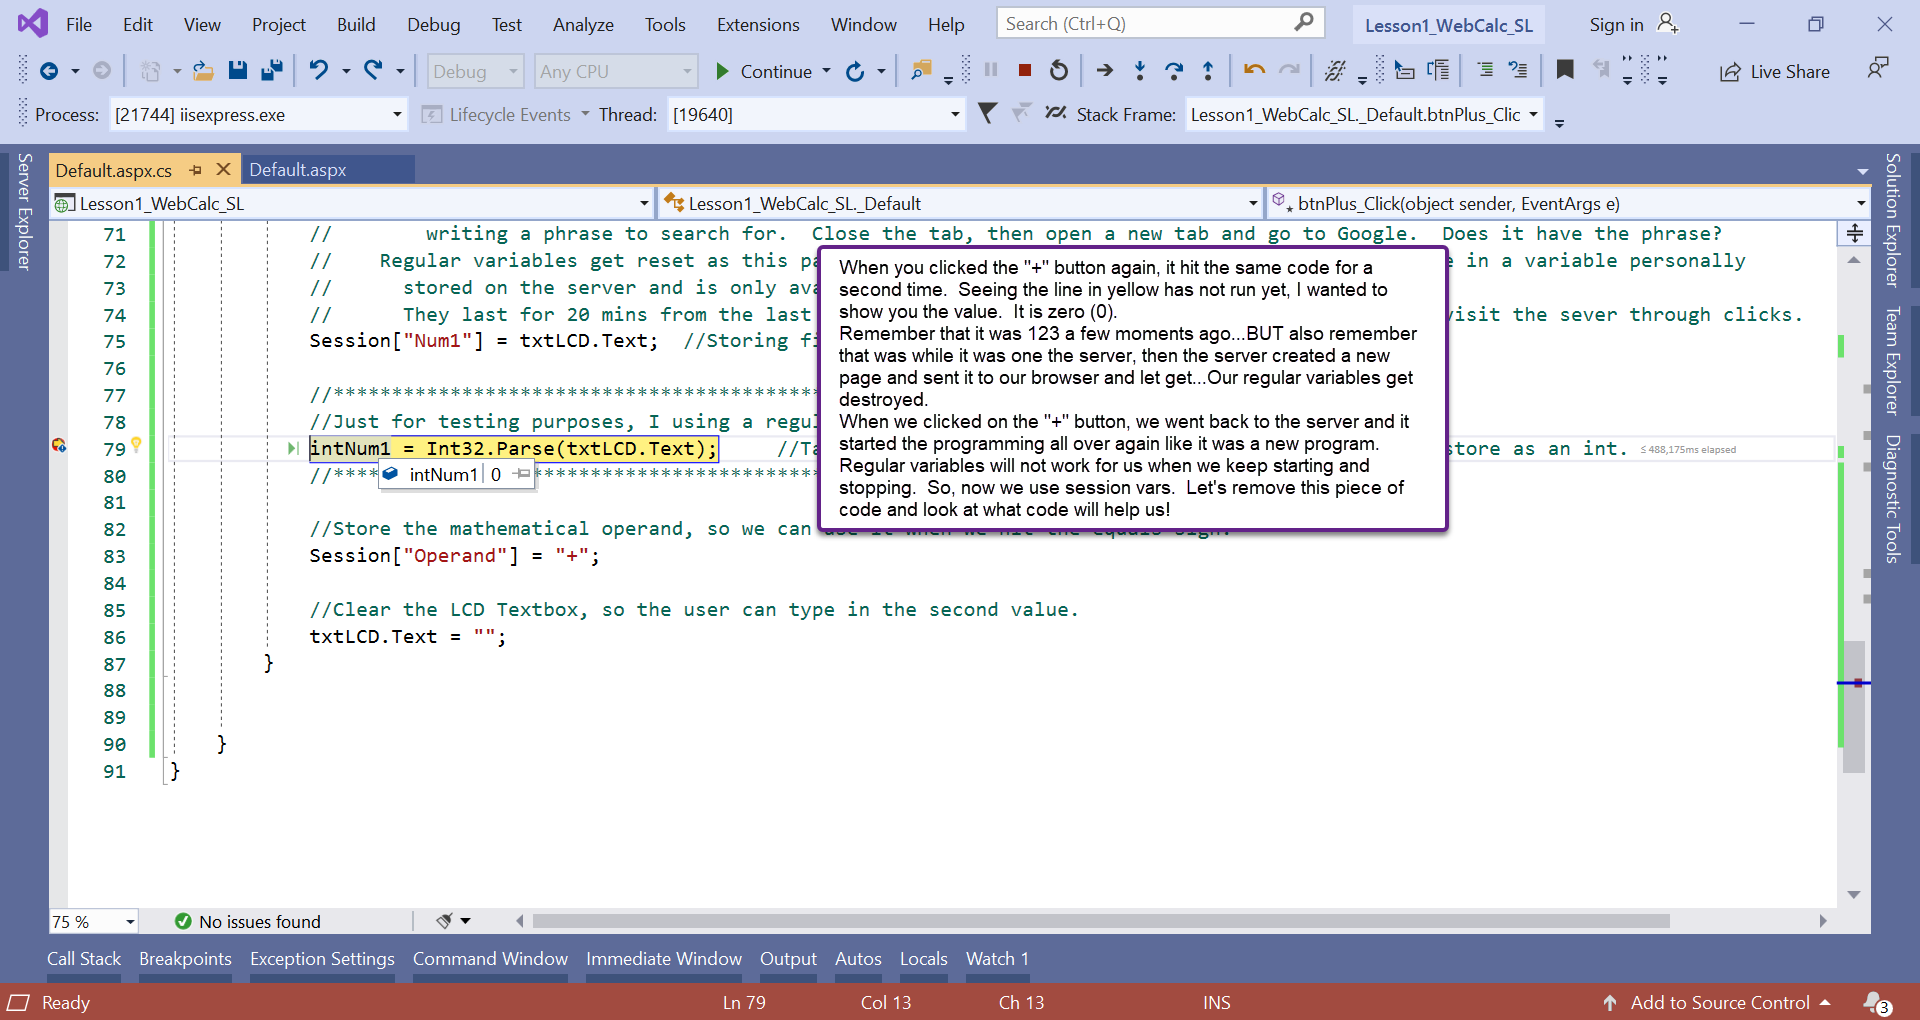 File Edit View Project Build Debug Test Analyze Tools Extensions Window Help Search (Ctrl+Q) Lesson1_WebCalc_SL Sign in
Debug Any CPU Continue Live Share
Process: [21744] iisexpress.exe Lifecycle Events Thread: [19640] Stack Frame: Lesson1_WebCalc_SL._Default.btnPlus_Clic
Server Explorer
Default.aspx.cs Default.aspx
Lesson1_WebCalc_SL Lesson1_WebCalc_SL._Default btnPlus_Click(object sender, EventArgs e)
71 // writing a phrase to search for. Close the tab, then open a new tab and go to Google. Does it have the phrase?
72 // Regular variables get reset as this pa in a variable personally
73 // stored on the server and is only ava
74 // They last for 20 mins from the last visit the sever through clicks.
75 Session["Num1"] = txtLCD.Text; //Storing fi
76
77 //*******************************************
78 //Just for testing purposes, I using a regul
79 intNum1 = Int32.Parse(txtLCD.Text); //Ta store as an int. ≤ 488,175ms elapsed
intNum1 0
80 //*******************************************
81
82 //Store the mathematical operand, so we can use it when we hit the equals sign.
83 Session["Operand"] = "+";
84
85 //Clear the LCD Textbox, so the user can type in the second value.
86 txtLCD.Text = "";
87 }
88
89
90 }
91 }
When you clicked the "+" button again, it hit the same code for a
second time. Seeing the line in yellow has not run yet, I wanted to
show you the value. It is zero (0).
Remember that it was 123 a few moments ago...BUT also remember
that was while it was one the server, then the server created a new
page and sent it to our browser and let get...Our regular variables get
destroyed.
When we clicked on the "+" button, we went back to the server and it
started the programming all over again like it was a new program.
Regular variables will not work for us when we keep starting and
stopping. So, now we use session vars. Let's remove this piece of
code and look at what code will help us!
Solution Explorer
Team Explorer
Diagnostic Tools
75 % No issues found
Call Stack Breakpoints Exception Settings Command Window Immediate Window Output Autos Locals Watch 1
Ready Ln 79 Col 13 Ch 13 INS Add to Source Control 3